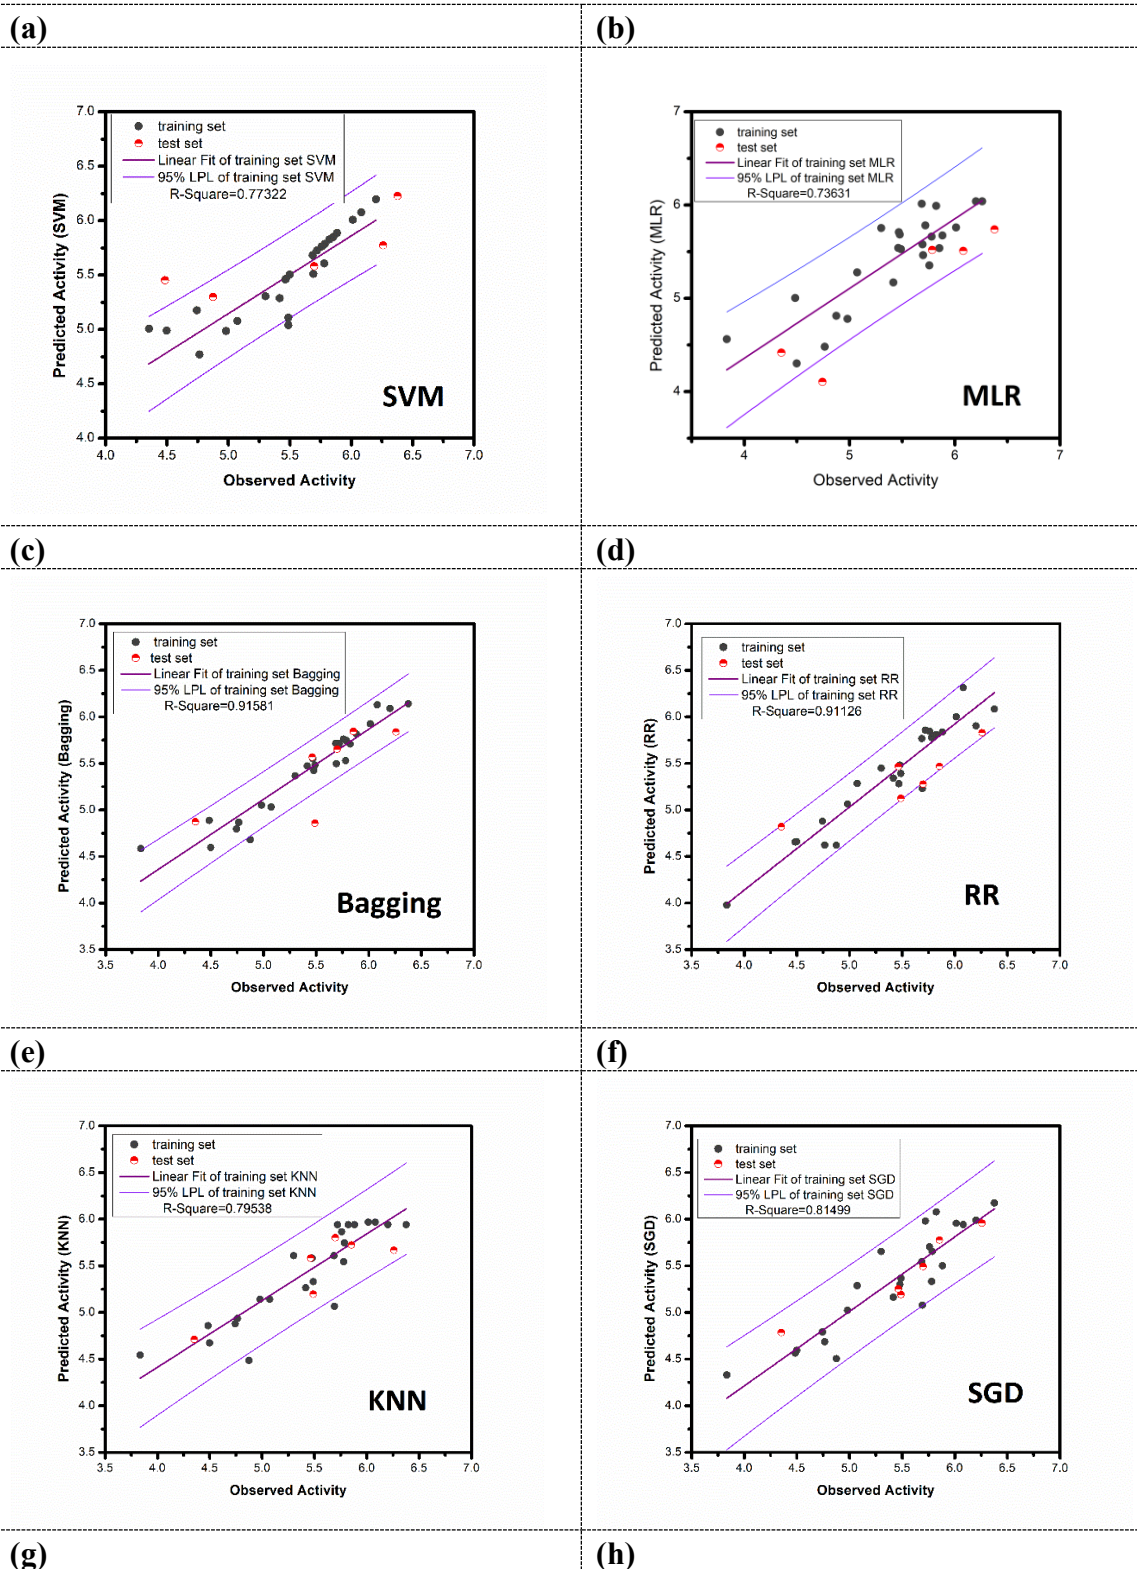 (a)
(b)
7.0
6.5
6.0
5.5
5.0
4.5
4.0
Predicted Activity (SVM)
training set
test set
Linear Fit of training set SVM
95% LPL of training set SVM
R-Square=0.77322
SVM
4.0 4.5 5.0 5.5 6.0 6.5 7.0
Observed Activity
7
6
5
4
Predicted Activity (MLR)
training set
test set
Linear Fit of training set MLR
95% LPL of training set MLR
R-Square=0.73631
MLR
4 5 6 7
Observed Activity
(c)
(d)
7.0
6.5
6.0
5.5
5.0
4.5
4.0
3.5
Predicted Activity (Bagging)
training set
test set
Linear Fit of training set Bagging
95% LPL of training set Bagging
R-Square=0.91581
Bagging
3.5 4.0 4.5 5.0 5.5 6.0 6.5 7.0
Observed Activity
7.0
6.5
6.0
5.5
5.0
4.5
4.0
3.5
Predicted Activity (RR)
training set
test set
Linear Fit of training set RR
95% LPL of training set RR
R-Square=0.91126
RR
3.5 4.0 4.5 5.0 5.5 6.0 6.5 7.0
Observed Activity
(e)
(f)
7.0
6.5
6.0
5.5
5.0
4.5
4.0
3.5
Predicted Activity (KNN)
training set
test set
Linear Fit of training set KNN
95% LPL of training set KNN
R-Square=0.79538
KNN
3.5 4.0 4.5 5.0 5.5 6.0 6.5 7.0
Observed Activity
7.0
6.5
6.0
5.5
5.0
4.5
4.0
3.5
Predicted Activity (SGD)
training set
test set
Linear Fit of training set SGD
95% LPL of training set SGD
R-Square=0.81499
SGD
3.5 4.0 4.5 5.0 5.5 6.0 6.5 7.0
Observed Activity
(g)
(h)